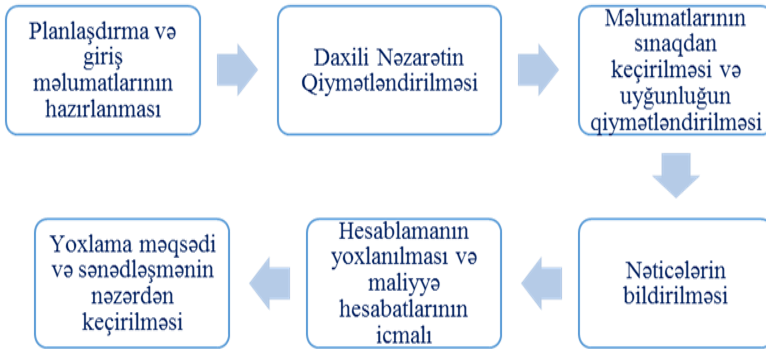 Planlaşdırma və
giriş
məlumatlarının
hazırlanması
Daxili Nəzarətin
Qiymətləndirilməsi
Məlumatlarının
sınaqdan
keçirilməsi və
uyğunluğun
qiymətləndirilməsi
Nəticələrin
bildirilməsi
Hesablamanın
yoxlanılması və
maliyyə
hesabatlarının
icmalı
Yoxlama məqsədi
və sənədləşmənin
nəzərdən
keçirilməsi